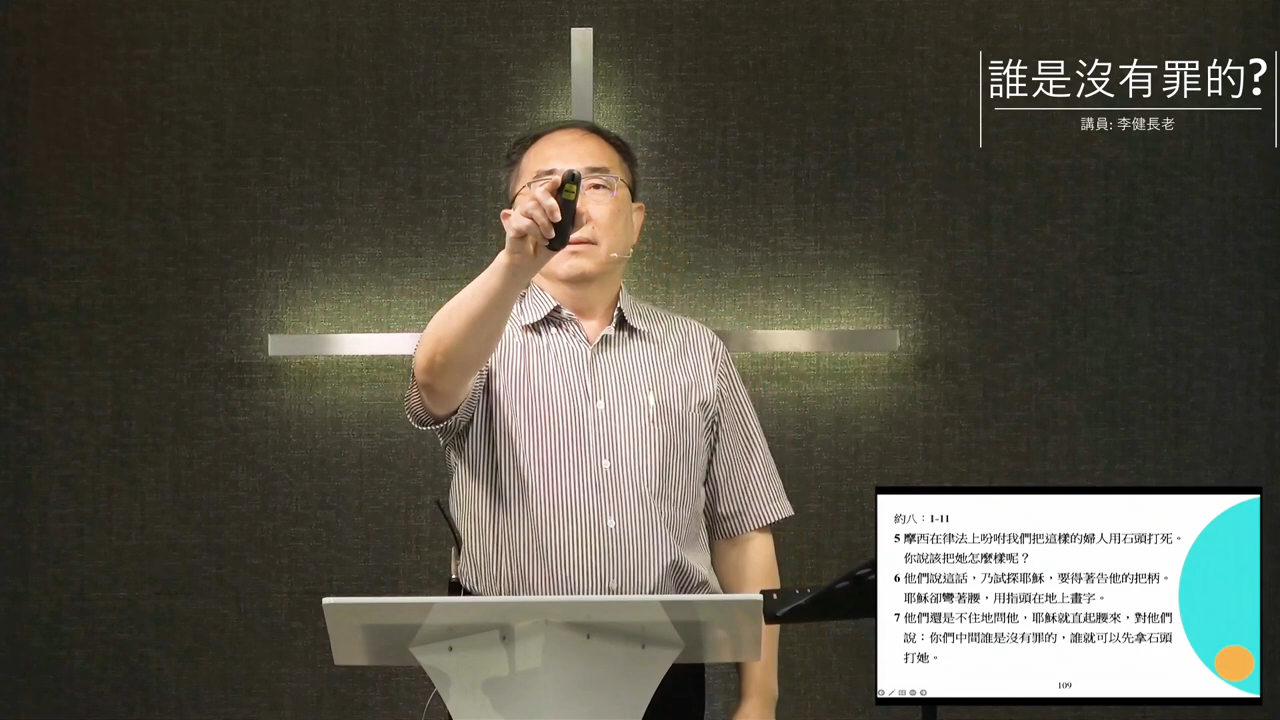 誰是沒有罪的?
講員: 李健長老
約八：1-11
5 摩西在律法上吩咐我們把這樣的婦人用石頭打死。
你說該把她怎麼樣呢？
6 他們說這話，乃試探耶穌，要得著告他的把柄。
耶穌卻彎著腰，用指頭在地上畫字。
7 他們還是不住地問他，耶穌就直起腰來，對他們
說：你們中間誰是沒有罪的，誰就可以先拿石頭
打她。
109